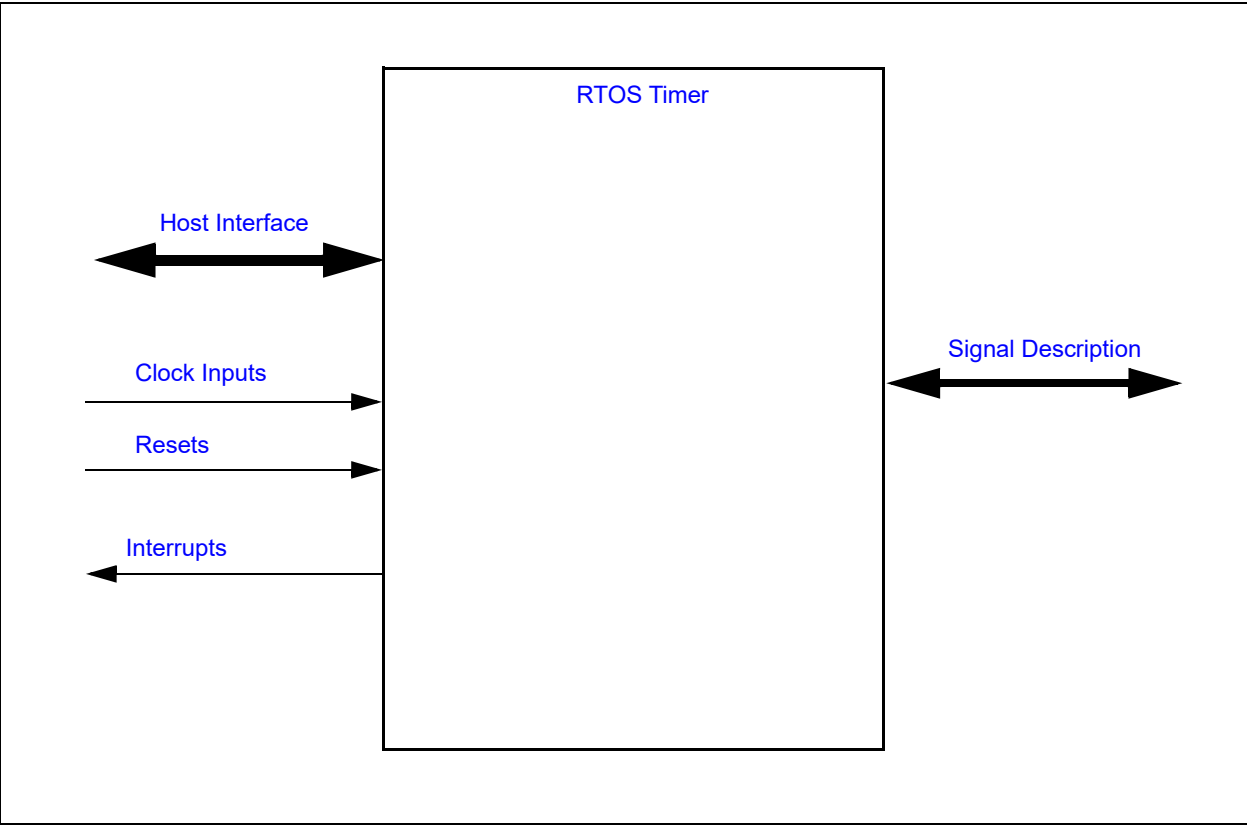 RTOS Timer
Host Interface
Signal Description
Clock Inputs
Resets
Interrupts